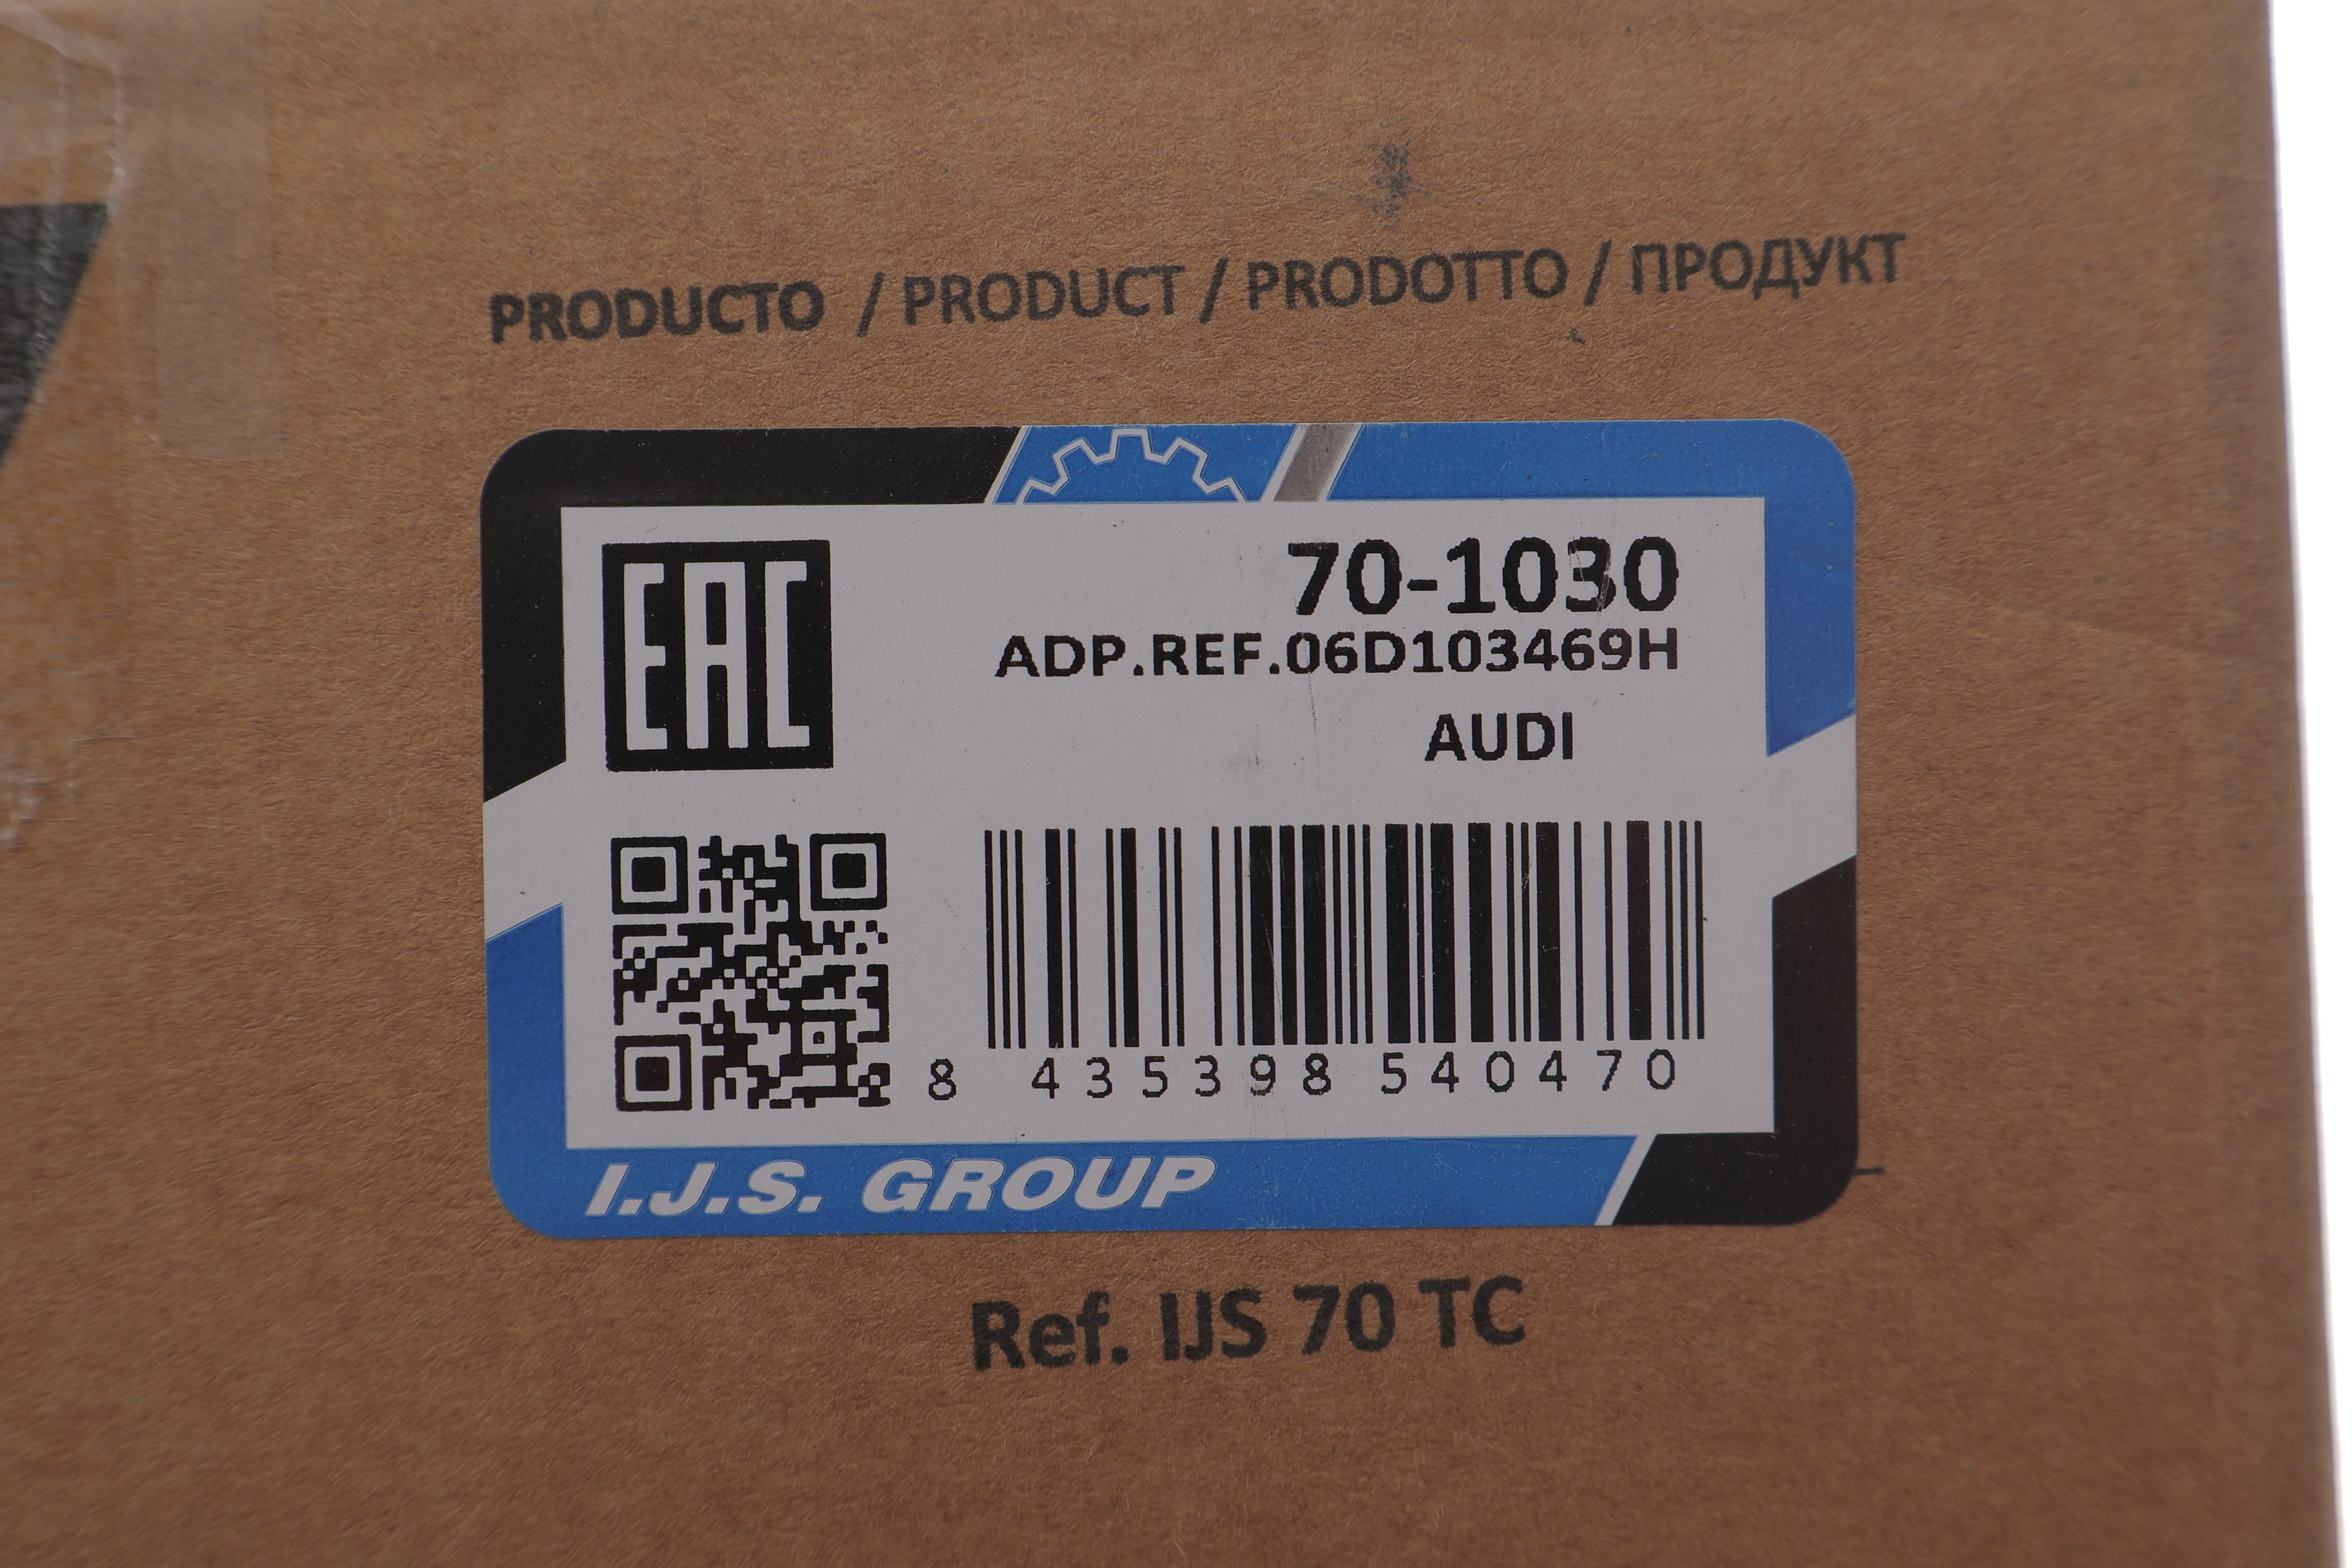 PRODUCTO / PRODUCT / PRODOTTO / ПРОДУКТ
EAC
70-1030
ADP.REF.06D103469H
AUDI
8 435398 540470
I.J.S. GROUP
Ref. IJS 70 TC